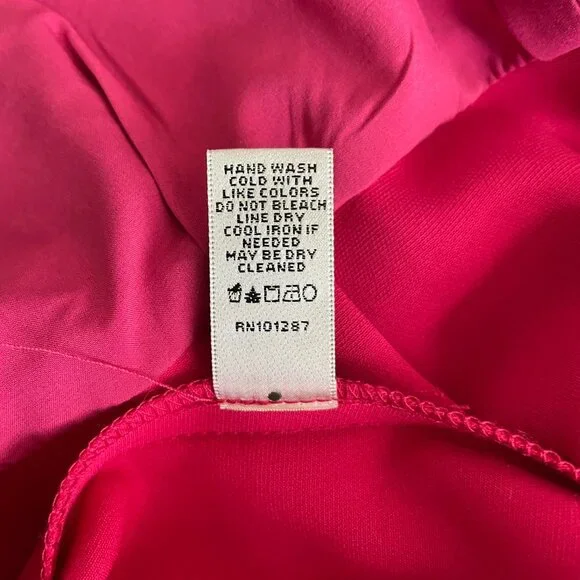 HAND WASH
COLD WITH
LIKE COLORS
DO NOT BLEACH
LINE DRY
COOL IRON IF
NEEDED
MAY BE DRY
CLEANED
RN101287